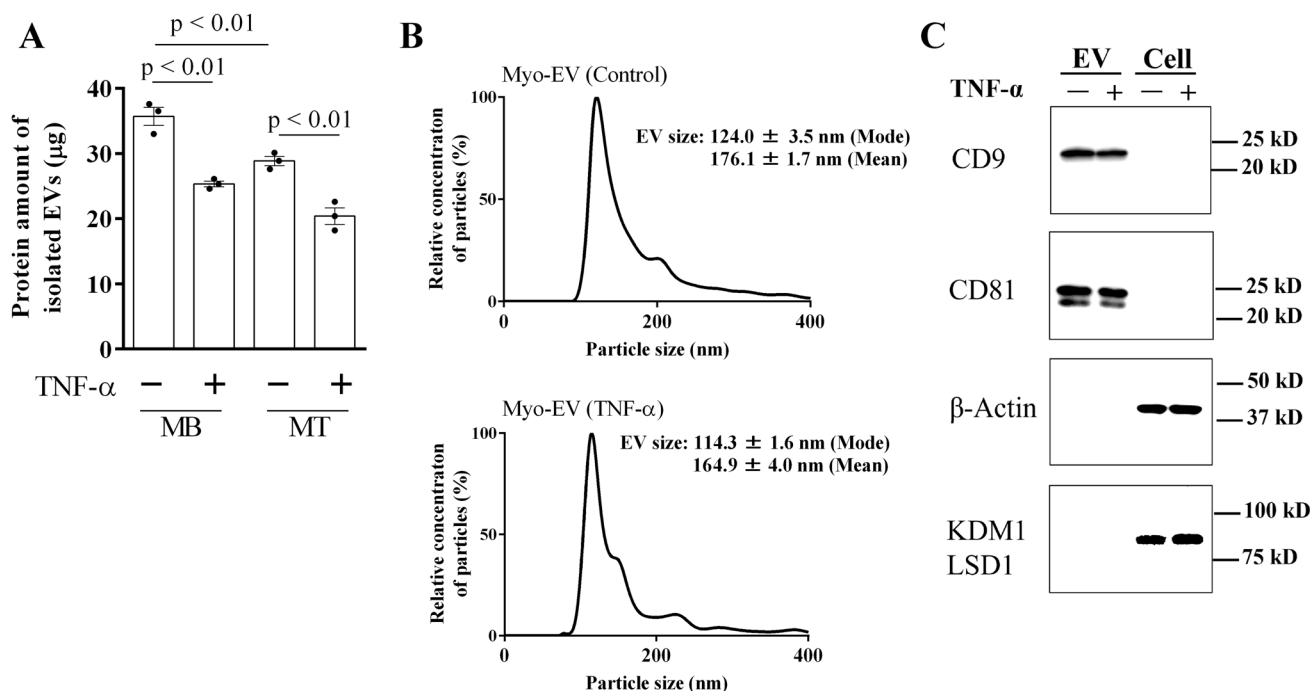 A
p < 0.01
p < 0.01
p < 0.01
Protein amount of
isolated EVs (μg)
40
30
20
10
0
TNF-α − + − +
MB MT
B
Myo-EV (Control)
EV size: 124.0 ± 3.5 nm (Mode)
176.1 ± 1.7 nm (Mean)
Relative concentraton
of particles (%)
100
50
0
0 200 400
Particle size (nm)
Myo-EV (TNF-α)
EV size: 114.3 ± 1.6 nm (Mode)
164.9 ± 4.0 nm (Mean)
Relative concentraton
of particles (%)
100
50
0
0 200 400
Particle size (nm)
C
EV Cell
TNF-α − + − +
CD9
25 kD
20 kD
CD81
25 kD
20 kD
β-Actin
50 kD
37 kD
KDM1
LSD1
100 kD
75 kD